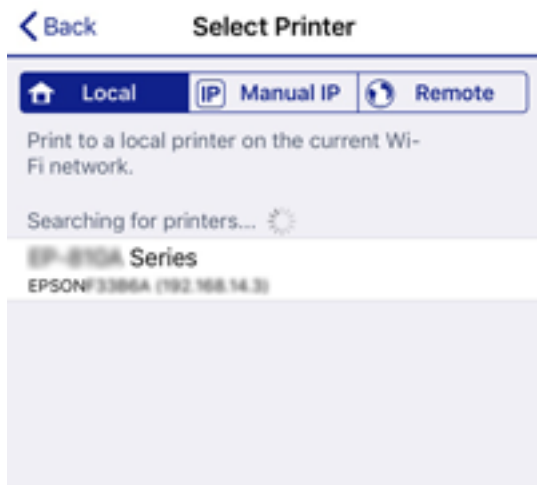 Back Select Printer
Local IP Manual IP Remote
Print to a local printer on the current Wi-
Fi network.
Searching for printers...
Series
EPSON